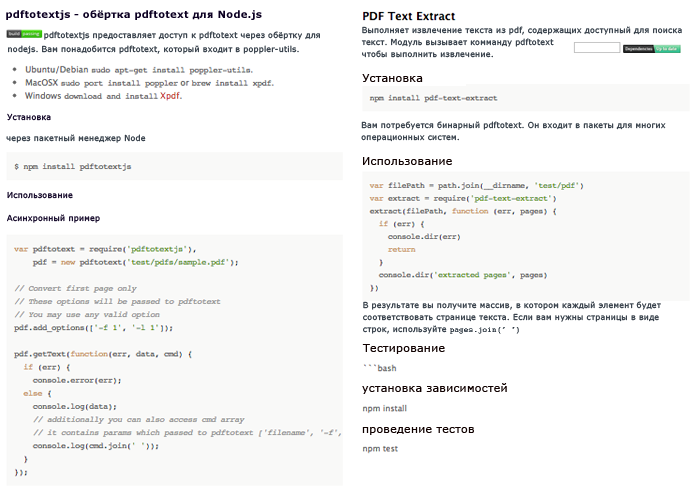 pdftotextjs - обёртка pdftotext для Node.js
build passing pdftotextjs предоставляет доступ к pdftotext через обёртку для
nodejs. Вам понадобится pdftotext, который входит в poppler-utils.
Ubuntu/Debian sudo apt-get install poppler-utils.
MacOSX sudo port install poppler or brew install xpdf.
Windows download and install Xpdf.
Установка
через пакетный менеджер Node
$ npm install pdftotextjs
Использование
Асинхронный пример
var pdftotext = require('pdftotextjs'),
pdf = new pdftotext('test/pdfs/sample.pdf');
// Convert first page only
// These options will be passed to pdftotext
// You may use any valid option
pdf.add_options(['-f 1', '-l 1']);
pdf.getText(function(err, data, cmd) {
if (err) {
console.error(err);
else {
console.log(data);
// additionally you can also access cmd array
// it contains params which passed to pdftotext ['filename', '-f',
console.log(cmd.join(' '));
}
}
});
PDF Text Extract
Выполняет извлечение текста из pdf, содержащих доступный для поиска
текст. Модуль вызывает комманду pdftotext
чтобы выполнить извлечение.
Dependencies Up to date
Установка
npm install pdf-text-extract
Вам потребуется бинарный pdftotext. Он входит в пакеты для многих
операционных систем.
Использование
var filePath = path.join(__dirname, 'test/pdf')
var extract = require('pdf-text-extract')
extract(filePath, function (err, pages) {
if (err) {
console.dir(err)
return
}
console.dir('extracted pages', pages)
})
В результате вы получите массив, в котором каждый элемент будет
соответствовать странице текста. Если вам нужны страницы в виде
строк, используйте pages.join(' ')
Тестирование
```bash
установка зависимостей
npm install
проведение тестов
npm test